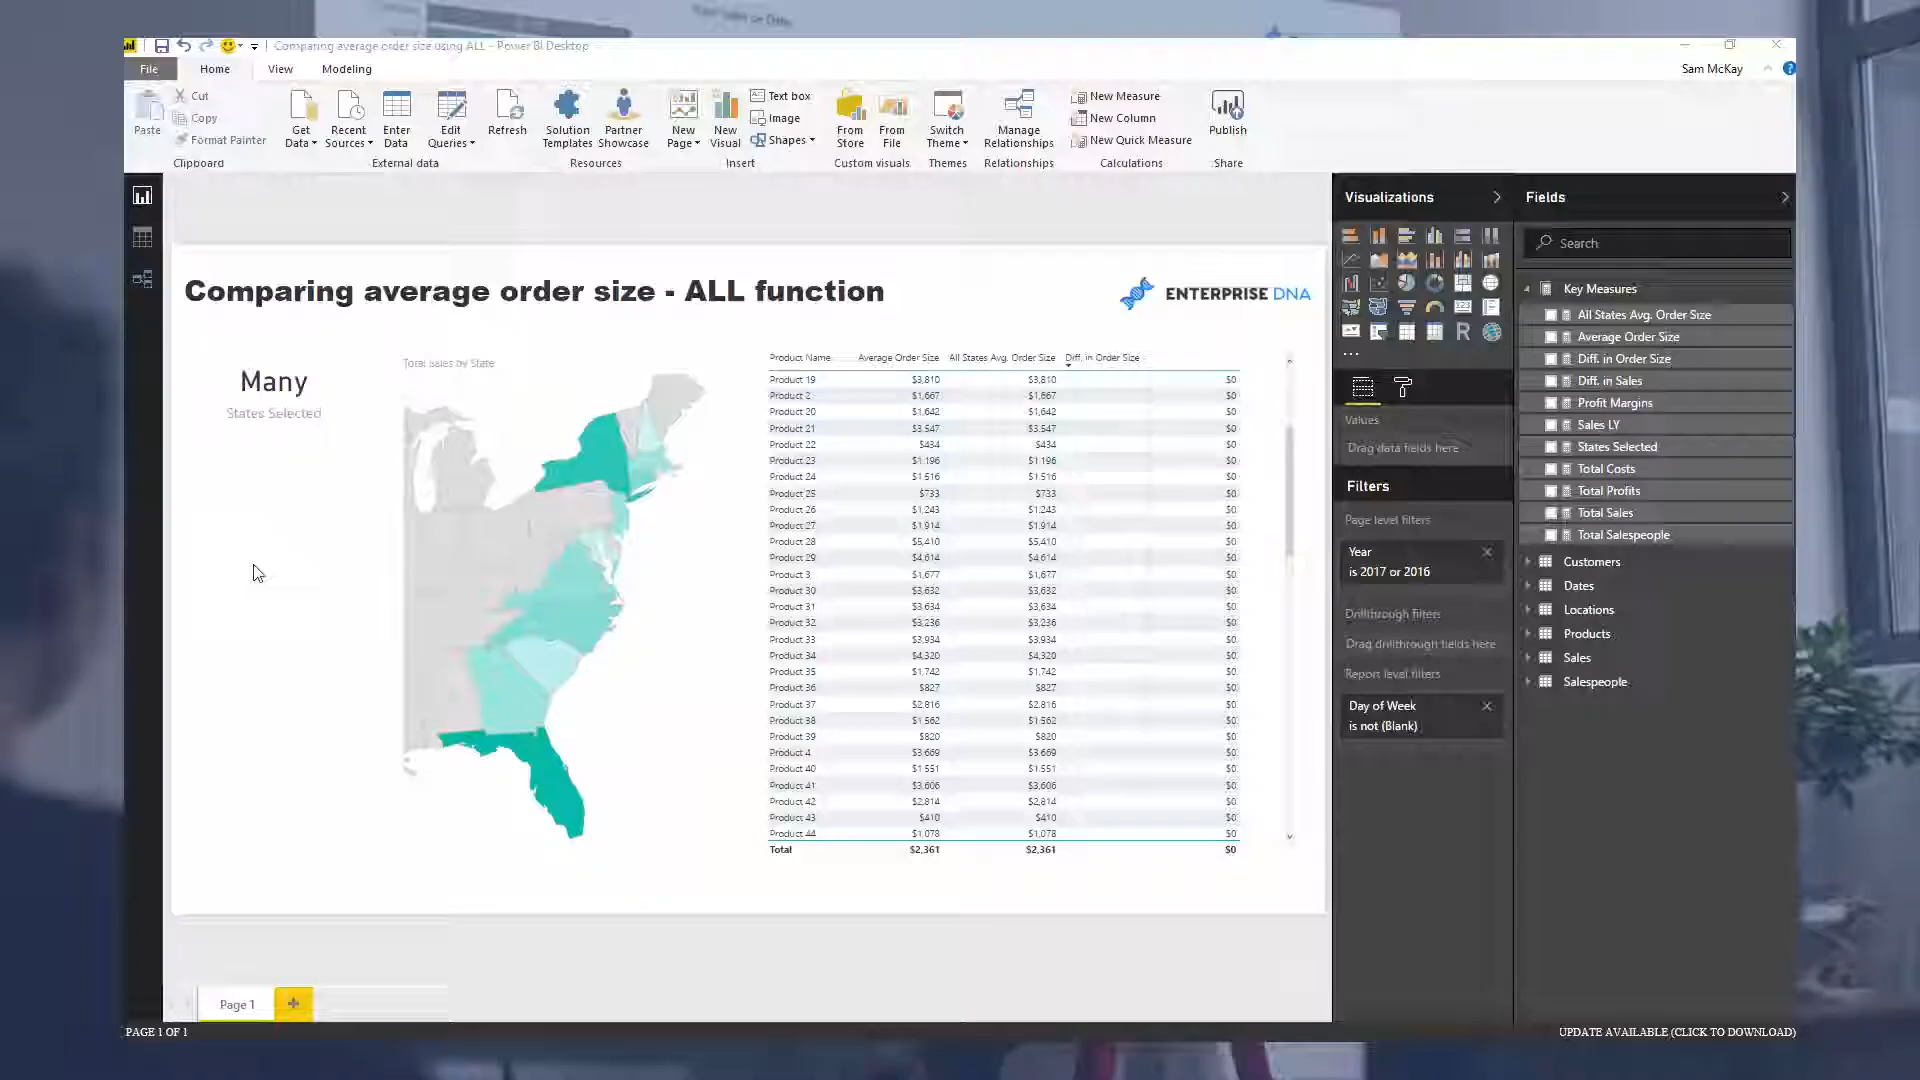 Comparing average order size using ALL - Power BI Desktop
File Home View Modeling
Sam McKay
Paste
Cut
Copy
Format Painter
Clipboard
Get Data
Recent Sources
Enter Data
Edit Queries
External data
Refresh
Solution Templates
Partner Showcase
Resources
New Page
New Visual
Text box
Image
Shapes
Insert
From Store
From File
Custom visuals
Switch Theme
Themes
Manage Relationships
Relationships
New Measure
New Column
New Quick Measure
Calculations
Publish
Share
Comparing average order size - ALL function
ENTERPRISE DNA
Many
States Selected
Total Sales by State
Product Name Average Order Size All States Avg. Order Size Diff. in Order Size
Product 19 $3,810 $3,810 $0
Product 2 $1,667 $1,667 $0
Product 20 $1,642 $1,642 $0
Product 21 $3,547 $3,547 $0
Product 22 $434 $434 $0
Product 23 $1,196 $1,196 $0
Product 24 $1,516 $1,516 $0
Product 25 $733 $733 $0
Product 26 $1,243 $1,243 $0
Product 27 $1,914 $1,914 $0
Product 28 $5,410 $5,410 $0
Product 29 $4,614 $4,614 $0
Product 3 $1,677 $1,677 $0
Product 30 $3,632 $3,632 $0
Product 31 $3,634 $3,634 $0
Product 32 $3,236 $3,236 $0
Product 33 $3,934 $3,934 $0
Product 34 $4,320 $4,320 $0
Product 35 $1,742 $1,742 $0
Product 36 $827 $827 $0
Product 37 $2,816 $2,816 $0
Product 38 $1,562 $1,562 $0
Product 39 $820 $820 $0
Product 4 $3,669 $3,669 $0
Product 40 $1,551 $1,551 $0
Product 41 $3,606 $3,606 $0
Product 42 $2,814 $2,814 $0
Product 43 $410 $410 $0
Product 44 $1,078 $1,078 $0
Total $2,361 $2,361 $0
Visualizations
Values
Drag data fields here
Filters
Page level filters
Year
is 2017 or 2016
Drillthrough filters
Drag drillthrough fields here
Report level filters
Day of Week
is not (Blank)
Fields
Search
Key Measures
All States Avg. Order Size
Average Order Size
Diff. in Order Size
Diff. in Sales
Profit Margins
Sales LY
States Selected
Total Costs
Total Profits
Total Sales
Total Salespeople
Customers
Dates
Locations
Products
Sales
Salespeople
Page 1
PAGE 1 OF 1
UPDATE AVAILABLE (CLICK TO DOWNLOAD)